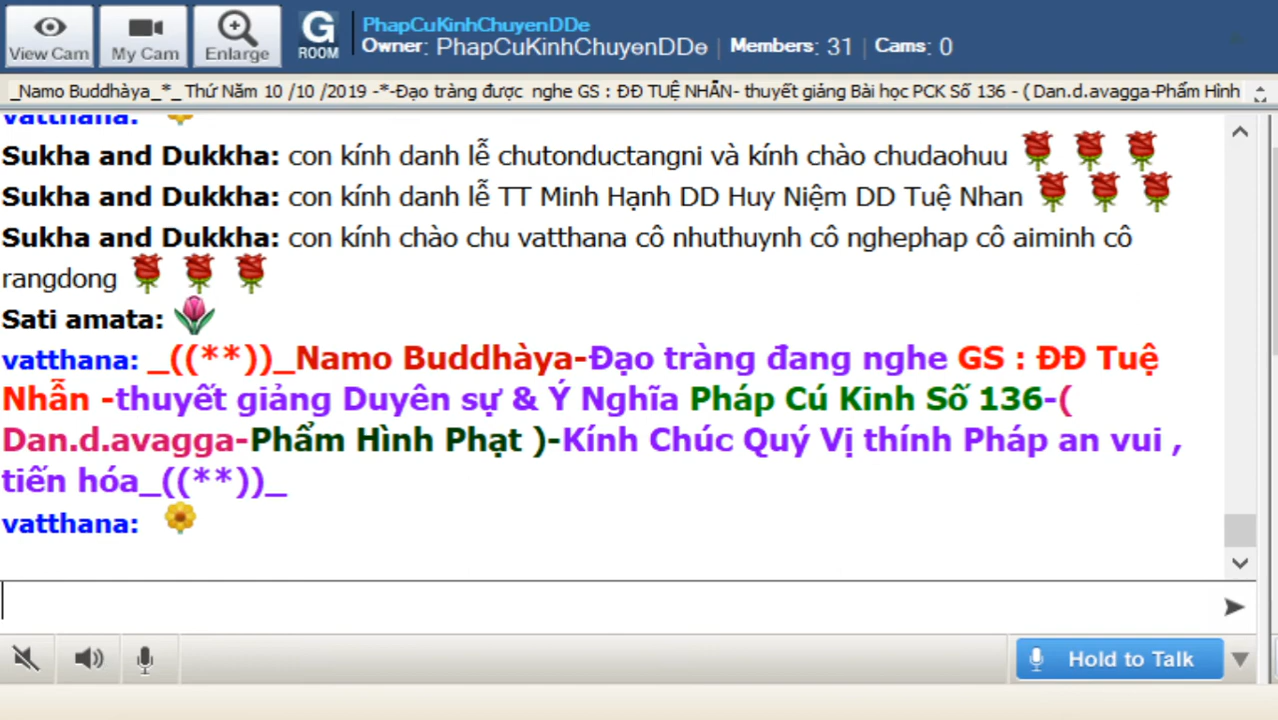 View Cam
My Cam
Enlarge
G
ROOM
PhapCuKinhChuyenDDe
Owner: PhapCuKinhChuyenDDe | Members: 31 | Cams: 0
_Namo Buddhàya_*_ Thứ Năm 10 /10 /2019 -*-Đạo tràng được nghe GS : ĐĐ TUỆ NHẪN- thuyết giảng Bài học PCK Số 136 - ( Dan.d.avagga-Phẩm Hình
vatthana:
Sukha and Dukkha: con kính danh lễ chutonductangni và kính chào chudaohuu
Sukha and Dukkha: con kính danh lễ TT Minh Hạnh DD Huy Niệm DD Tuệ Nhan
Sukha and Dukkha: con kính chào chu vatthana cô nhuthuynh cô nghephap cô aiminh cô
rangdong
Sati amata:
vatthana: _((**))_Namo Buddhàya-Đạo tràng đang nghe GS : ĐĐ Tuệ
Nhẫn -thuyết giảng Duyên sự & Ý Nghĩa Pháp Cú Kinh Số 136-(
Dan.d.avagga-Phẩm Hình Phạt )-Kính Chúc Quý Vị thính Pháp an vui ,
tiến hóa_((**))_
vatthana:
Hold to Talk